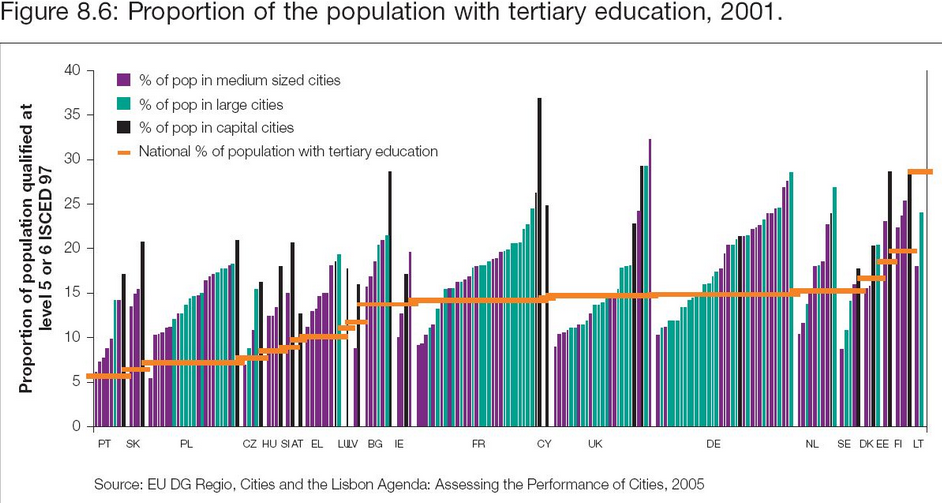 Figure 8.6: Proportion of the population with tertiary education, 2001.
Proportion of population qualified at
level 5 or 6 ISCED 97
40
35
30
25
20
15
10
5
0
% of pop in medium sized cities
% of pop in large cities
% of pop in capital cities
National % of population with tertiary education
PT SK PL CZ HU SI AT EL LU LV BG IE FR CY UK DE NL SE DK EE FI LT
Source: EU DG Regio, Cities and the Lisbon Agenda: Assessing the Performance of Cities, 2005